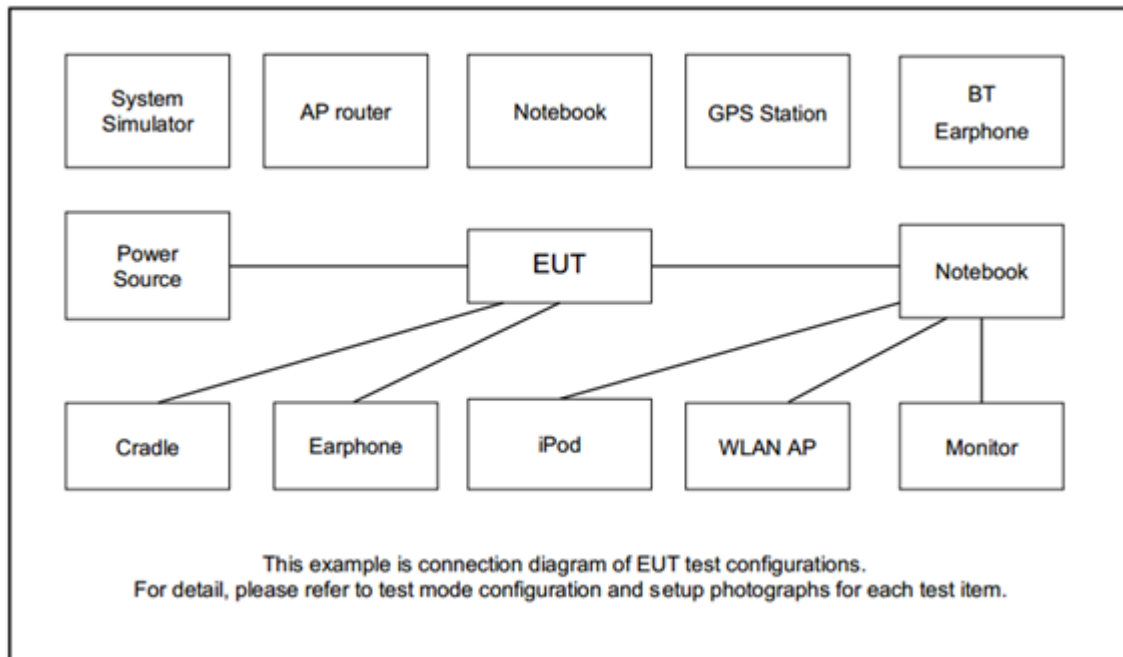 System
Simulator
AP router
Notebook
GPS Station
BT
Earphone
Power
Source
EUT
Notebook
Cradle
Earphone
iPod
WLAN AP
Monitor
This example is connection diagram of EUT test configurations.
For detail, please refer to test mode configuration and setup photographs for each test item.